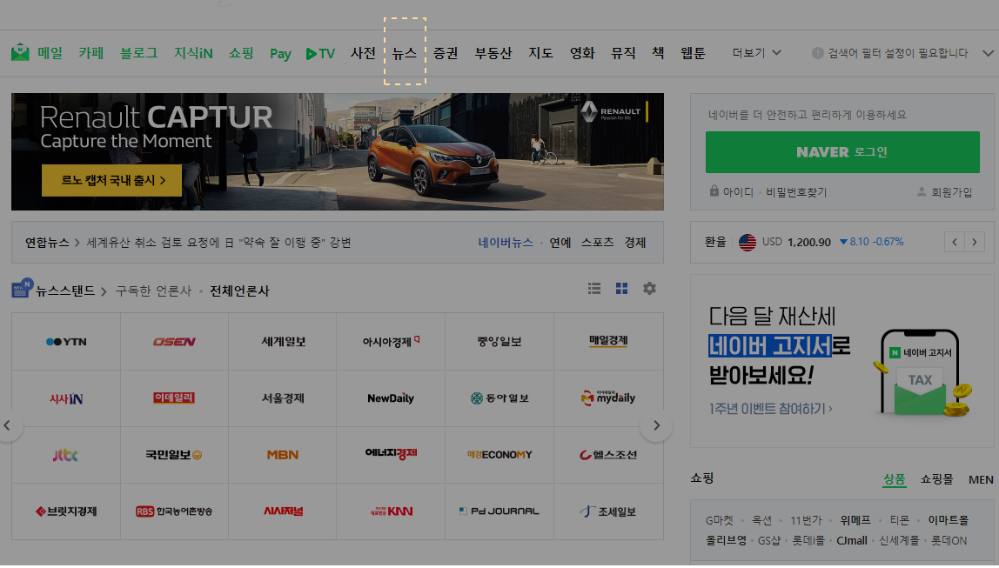 메일 카페 블로그 지식iN 쇼핑 Pay TV 사전 뉴스 증권 부동산 지도 영화 뮤직 책 웹툰 더보기 검색어 필터 설정이 필요합니다
Renault CAPTUR
Capture the Moment
르노 캡처 국내 출시 >
RENAULT
Passion for life
네이버를 더 안전하고 편리하게 이용하세요
NAVER 로그인
아이디 · 비밀번호찾기 회원가입
연합뉴스 > 세계유산 취소 검토 요청에 日 "약속 잘 이행 중" 강변 네이버뉴스 · 연예 스포츠 경제
환율 USD 1,200.90 ▼8.10 -0.67%
NEW N 뉴스스탠드 > 구독한 언론사 · 전체언론사
YTN OSEN 세계일보 아시아경제 중앙일보 매일경제
시사IN 이데일리 서울경제 NewDaily 동아일보 마이데일리 mydaily
jtbc 국민일보 MBN 에너지경제 매경ECONOMY 헬스조선
브릿지경제 RBS 한국농어촌방송 시사저널 KNN Pd JOURNAL 조세일보
다음 달 재산세
네이버 고지서로
받아보세요!
1주년 이벤트 참여하기 >
N 네이버 고지서
TAX
쇼핑 상품 쇼핑몰 MEN
G마켓 · 옥션 · 11번가 · 위메프 · 티몬 · 이마트몰
올리브영 · GS샵 · 롯데i몰 · CJmall · 신세계몰 · 롯데ON